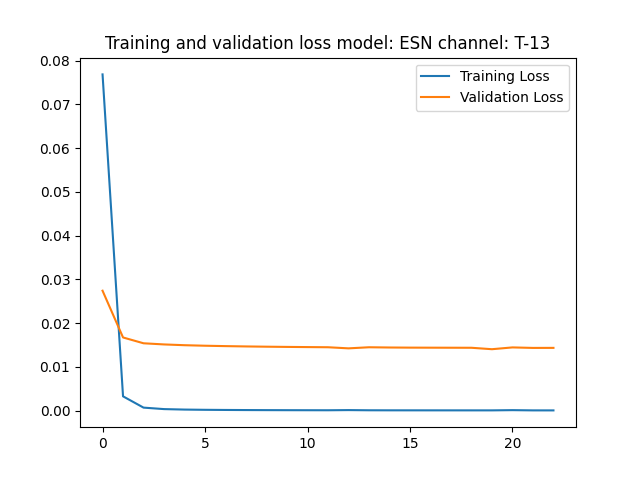 Training and validation loss model: ESN channel: T-13
0.08
0.07
0.06
0.05
0.04
0.03
0.02
0.01
0.00
Training Loss
Validation Loss
0 5 10 15 20